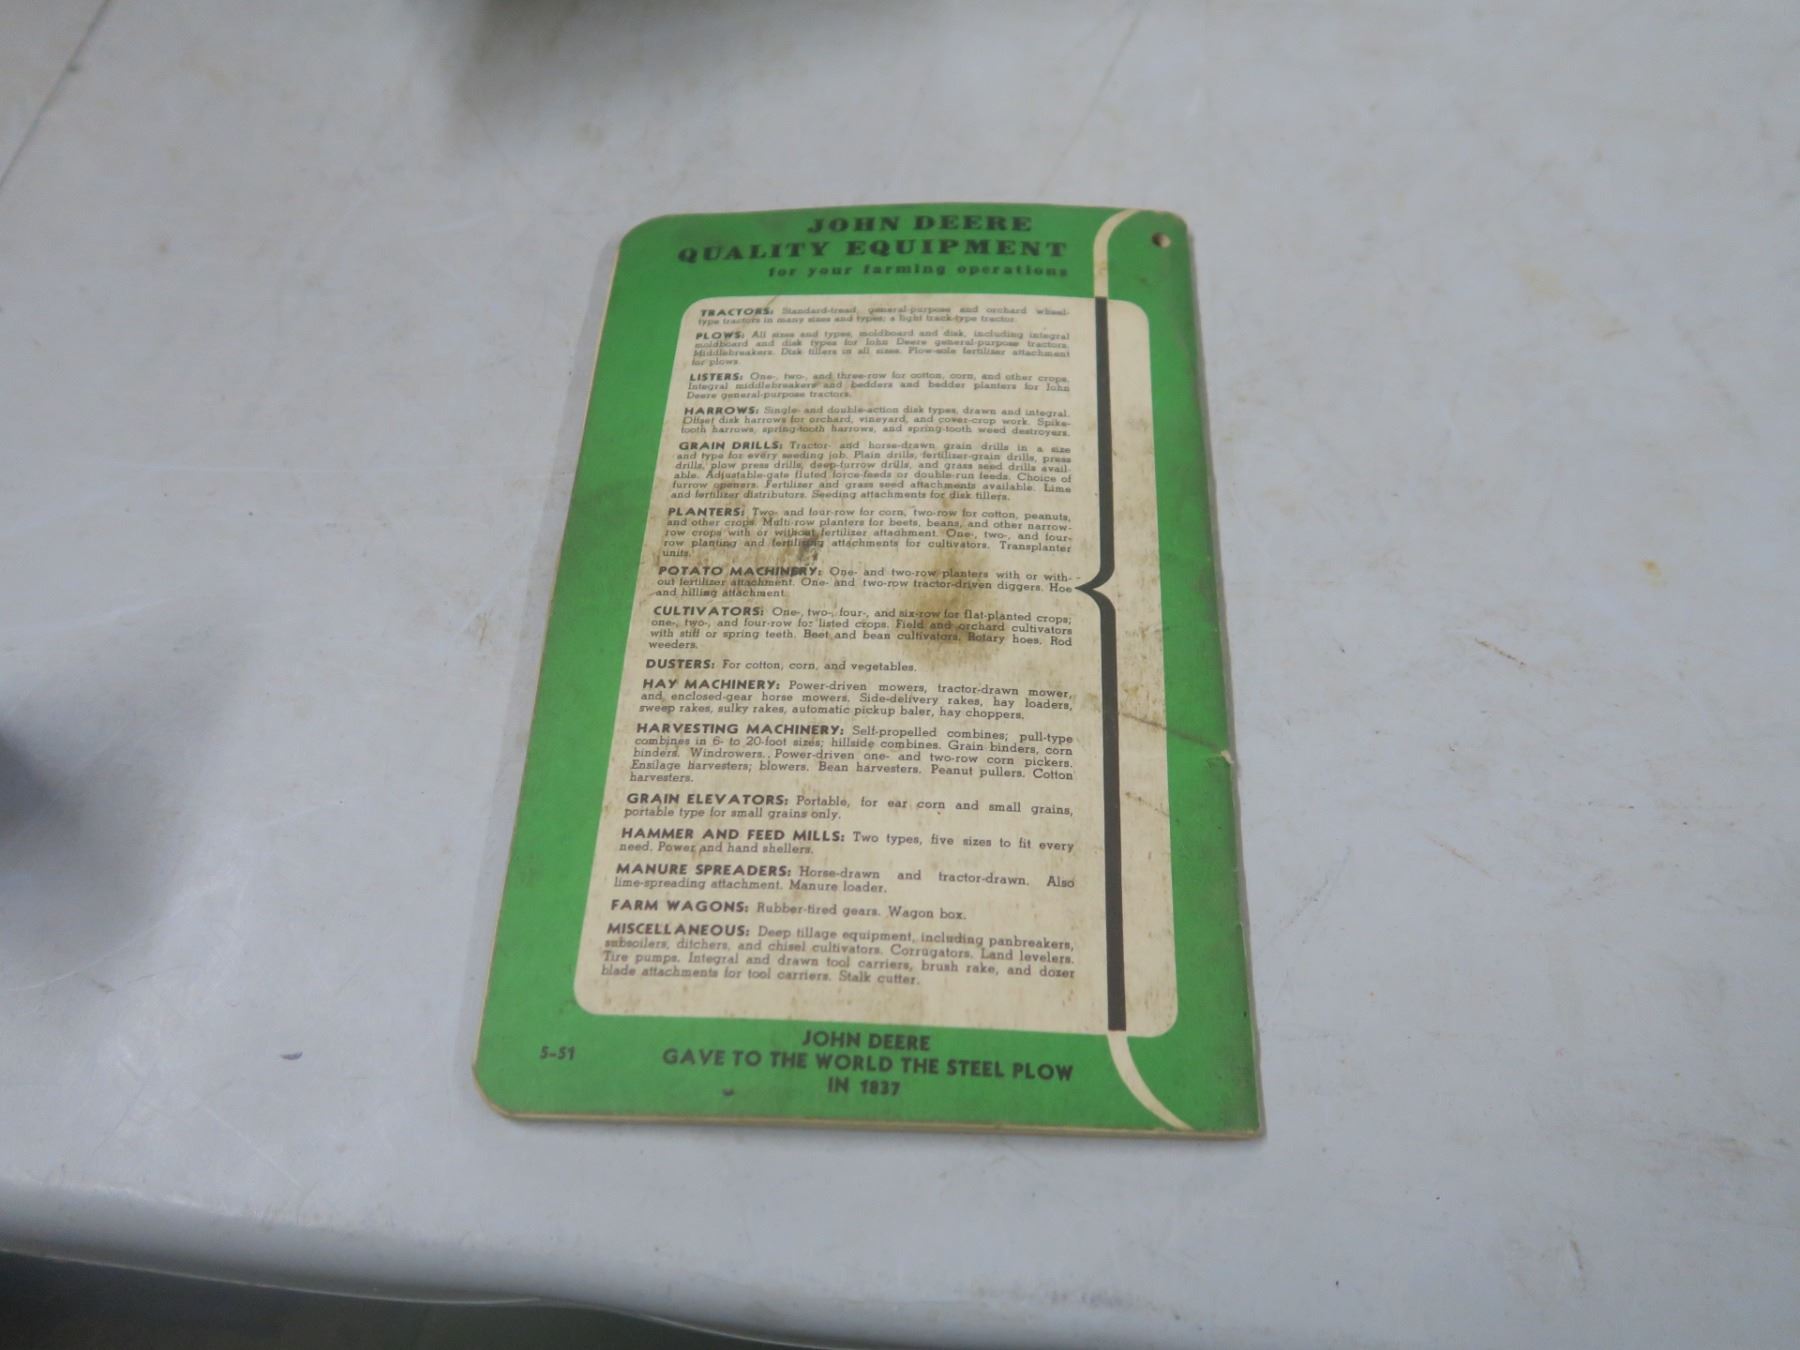 JOHN DEERE
QUALITY EQUIPMENT
for your farming operations
TRACTORS: Standard-tread, general-purpose and orchard wheel-
type tractors in many sizes and types; a light track-type tractor.
PLOWS: All sizes and types, moldboard and disk, including integral
moldboard and disk types for John Deere general-purpose tractors.
Middlebreakers. Disk tillers in all sizes. Plow-sole fertilizer attachment
for plows.
LISTERS: One-, two-, and three-row for cotton, corn, and other crops.
Integral middlebreakers and bedders and bedder planters for John
Deere general-purpose tractors.
HARROWS: Single- and double-action disk types, drawn and integral.
Offset disk harrows for orchard, vineyard, and cover-crop work. Spike-
tooth harrows, spring-tooth harrows, and spring-tooth weed destroyers.
GRAIN DRILLS: Tractor- and horse-drawn grain drills in a size
and type for every seeding job. Plain drills, fertilizer-grain drills, press
drills, plow press drills, deep-furrow drills, and grass seed drills avail-
able. Adjustable-gate fluted force-feeds or double-run feeds. Choice of
furrow openers. Fertilizer and grass seed attachments available. Lime
and fertilizer distributors. Seeding attachments for disk tillers.
PLANTERS: Two- and four-row for corn, two-row for cotton, peanuts,
and other crops. Multi-row planters for beets, beans, and other narrow-
row crops with or without fertilizer attachment. One-, two-, and four-
row planting and fertilizing attachments for cultivators. Transplanter
units.
POTATO MACHINERY: One- and two-row planters with or with-
out fertilizer attachment. One- and two-row tractor-driven diggers. Hoe
and hilling attachment.
CULTIVATORS: One-, two-, four-, and six-row for flat-planted crops;
one-, two-, and four-row for listed crops. Field and orchard cultivators
with stiff or spring teeth. Beet and bean cultivators. Rotary hoes. Rod
weeders.
DUSTERS: For cotton, corn, and vegetables.
HAY MACHINERY: Power-driven mowers, tractor-drawn mower,
and enclosed-gear horse mowers. Side-delivery rakes, hay loaders,
sweep rakes, sulky rakes, automatic pickup baler, hay choppers.
HARVESTING MACHINERY: Self-propelled combines; pull-type
combines in 6- to 20-foot sizes; hillside combines. Grain binders, corn
binders. Windrowers. Power-driven one- and two-row corn pickers.
Ensilage harvesters; blowers. Bean harvesters. Peanut pullers. Cotton
harvesters.
GRAIN ELEVATORS: Portable, for ear corn and small grains,
portable type for small grains only.
HAMMER AND FEED MILLS: Two types, five sizes to fit every
need. Power and hand shellers.
MANURE SPREADERS: Horse-drawn and tractor-drawn. Also
lime-spreading attachment. Manure loader.
FARM WAGONS: Rubber-tired gears. Wagon box.
MISCELLANEOUS: Deep tillage equipment, including panbreakers,
subsoilers, ditchers, and chisel cultivators. Corrugators. Land levelers.
Tire pumps. Integral and drawn tool carriers, brush rake, and dozer
blade attachments for tool carriers. Stalk cutter.
5-51
JOHN DEERE
GAVE TO THE WORLD THE STEEL PLOW
IN 1837